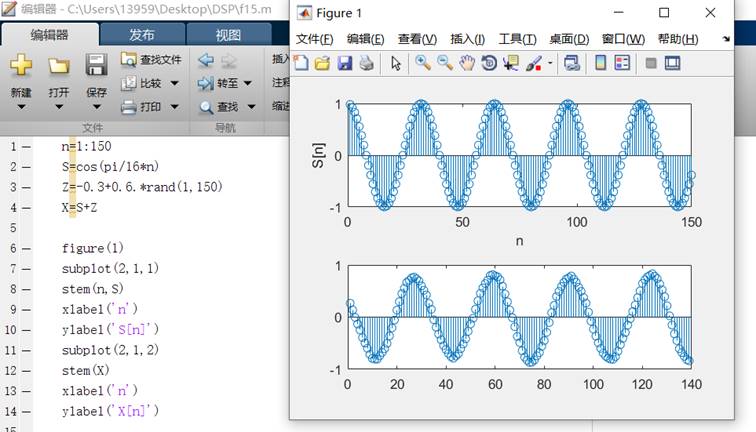 编辑器 - C:\Users\13959\Desktop\DSP\f15.m
编辑器 发布 视图
新建 打开 保存
查找文件
比较
打印
转至
查找
插入
注释
缩进
文件 导航
1 — n=1:150
2 — S=cos(pi/16*n)
3 — Z=-0.3+0.6.*rand(1,150)
4 — X=S+Z
5
6 — figure(1)
7 — subplot(2,1,1)
8 — stem(n,S)
9 — xlabel('n')
10 — ylabel('S[n]')
11 — subplot(2,1,2)
12 — stem(X)
13 — xlabel('n')
14 — ylabel('X[n]')
15
Figure 1
文件(F) 编辑(E) 查看(V) 插入(I) 工具(T) 桌面(D) 窗口(W) 帮助(H)
1
0
-1
S[n]
0 50 100 150
n
1
0
-1
0 20 40 60 80 100 120 140